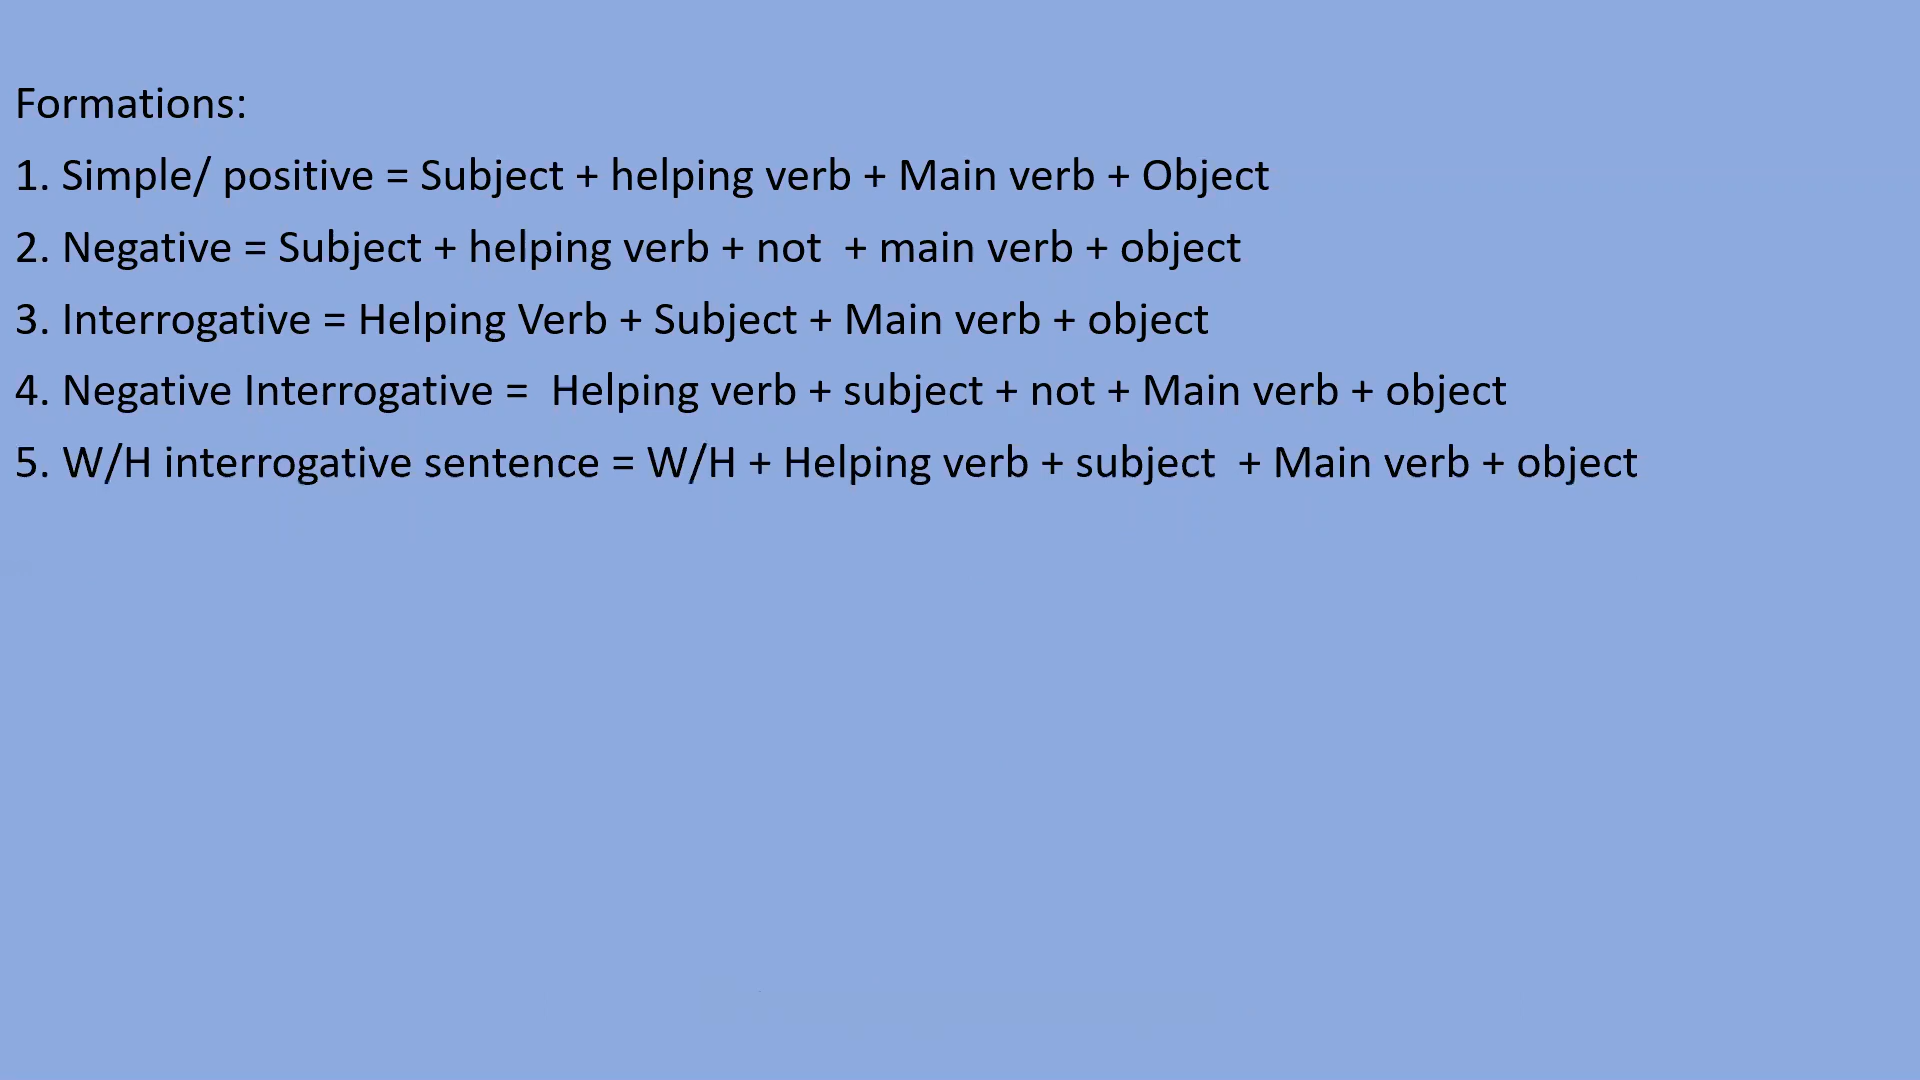 Formations:
1. Simple/ positive = Subject + helping verb + Main verb + Object
2. Negative = Subject + helping verb + not  + main verb + object
3. Interrogative = Helping Verb + Subject + Main verb + object
4. Negative Interrogative =  Helping verb + subject + not + Main verb + object
5. W/H interrogative sentence = W/H + Helping verb + subject  + Main verb + object